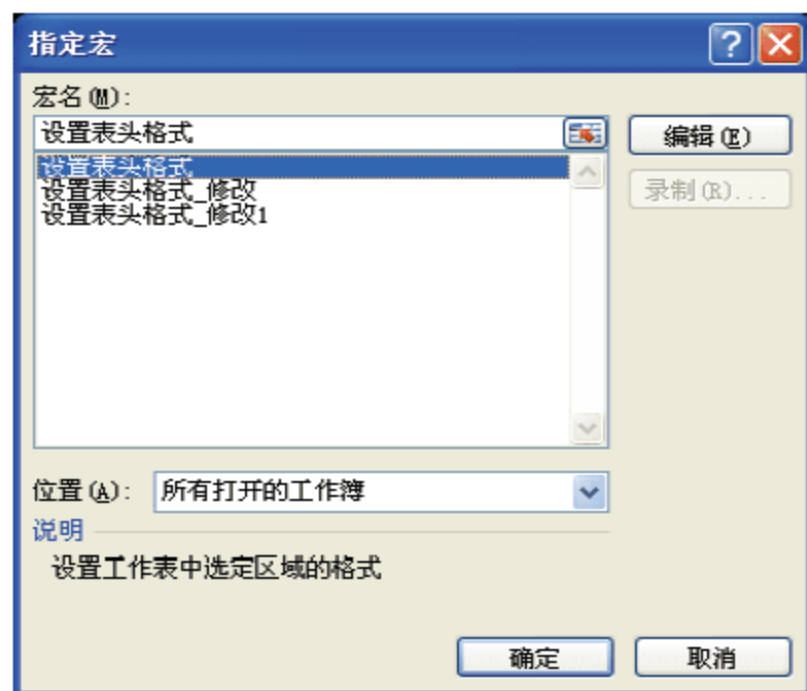 指定宏
宏名(M):
设置表头格式
编辑(E)
设置表头格式
设置表头格式_修改
设置表头格式_修改1
录制(R)...
位置(A):
所有打开的工作簿
说明
设置工作表中选定区域的格式
确定
取消